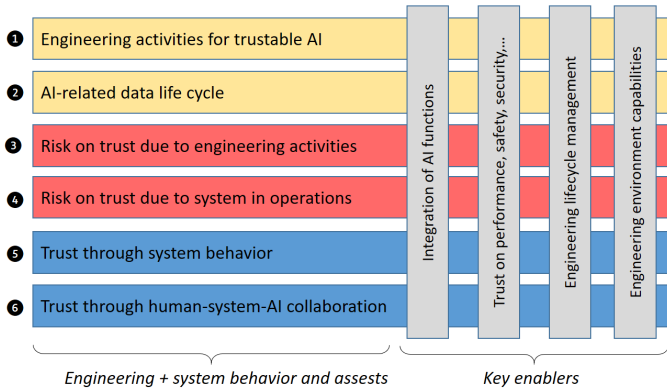 1 Engineering activities for trustable AI
2 AI-related data life cycle
3 Risk on trust due to engineering activities
4 Risk on trust due to system in operations
5 Trust through system behavior
6 Trust through human-system-AI collaboration
Integration of AI functions
Trust on performance, safety, security,...
Engineering lifecycle management
Engineering environment capabilities
Engineering + system behavior and assests
Key enablers